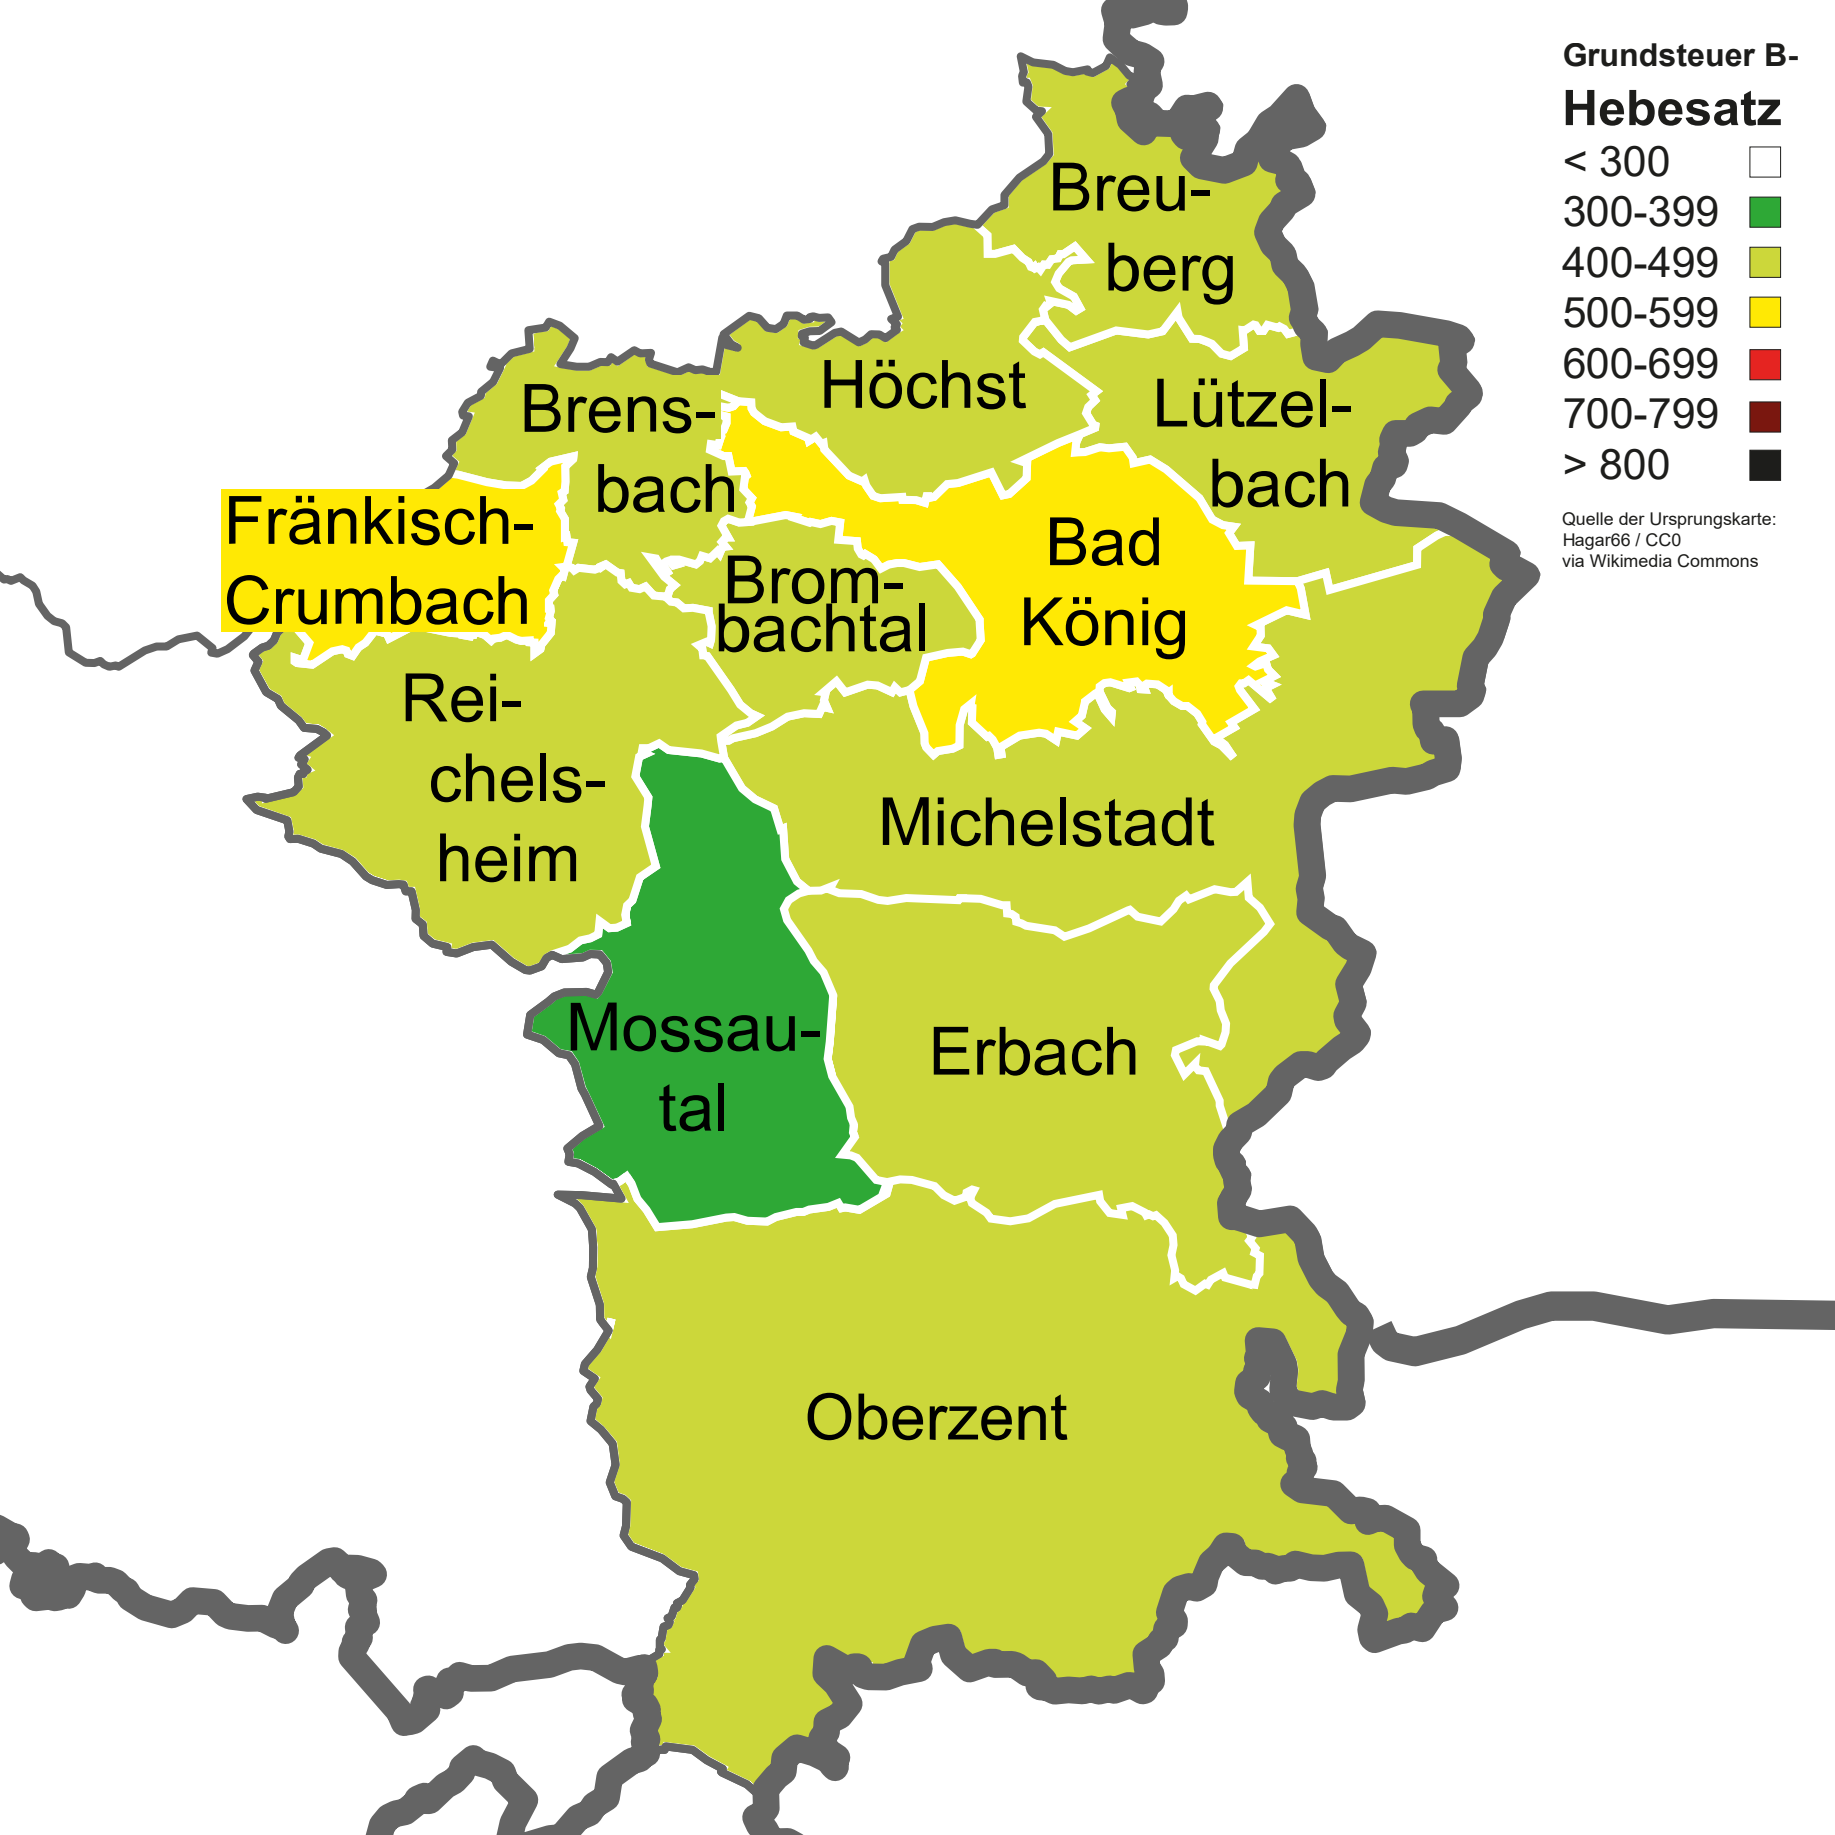 Grundsteuer B-
Hebesatz
< 300
300-399
400-499
500-599
600-699
700-799
> 800
Quelle der Ursprungskarte:
Hagar66 / CC0
via Wikimedia Commons
Breu-
berg
Höchst
Lützel-
bach
Brens-
bach
Fränkisch-
Crumbach
Bad
König
Brom-
bachtal
Rei-
chels-
heim
Michelstadt
Mossau-
tal
Erbach
Oberzent